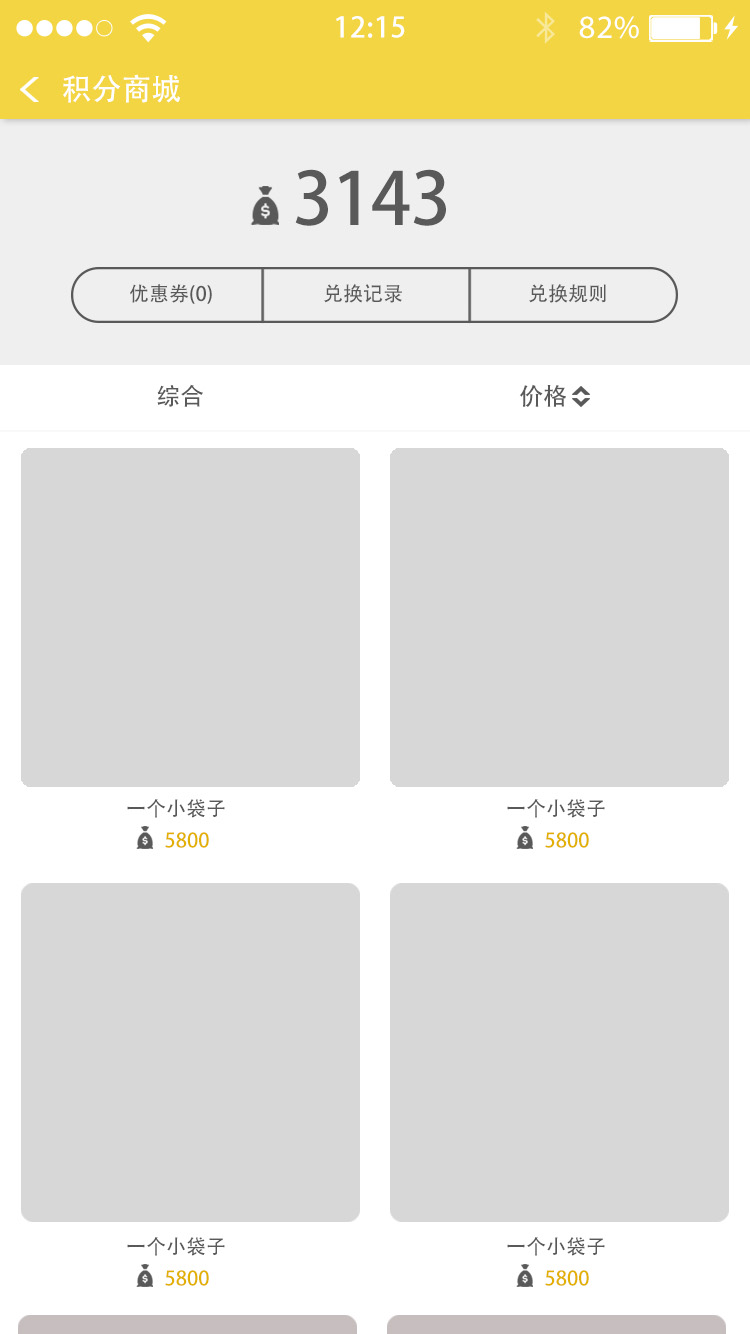 12:15 82%
积分商城
3143
优惠券(0) 兑换记录 兑换规则
综合 价格
一个小袋子 一个小袋子
5800 5800
一个小袋子 一个小袋子
5800 5800